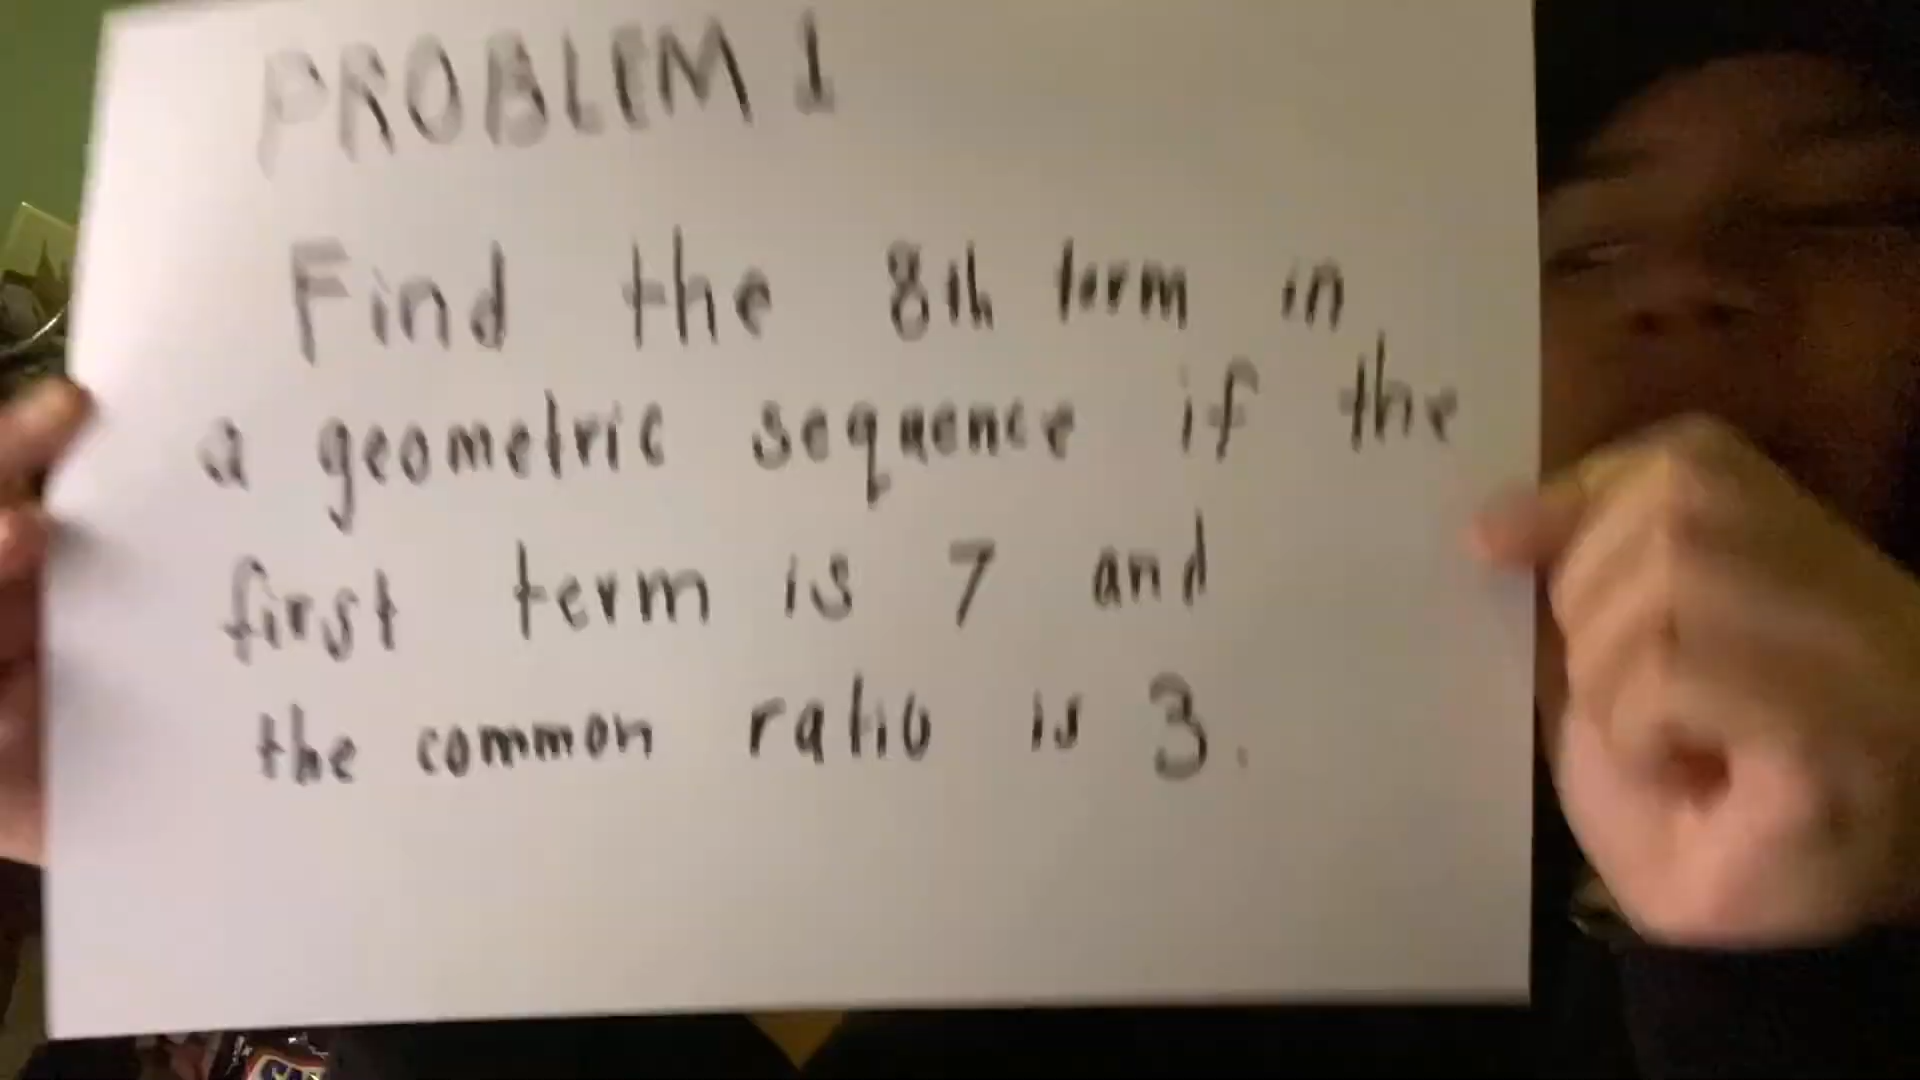 PROBLEM 1
Find the 8th term in
a geometric sequence if the
first term is 7 and
the common ratio is 3.